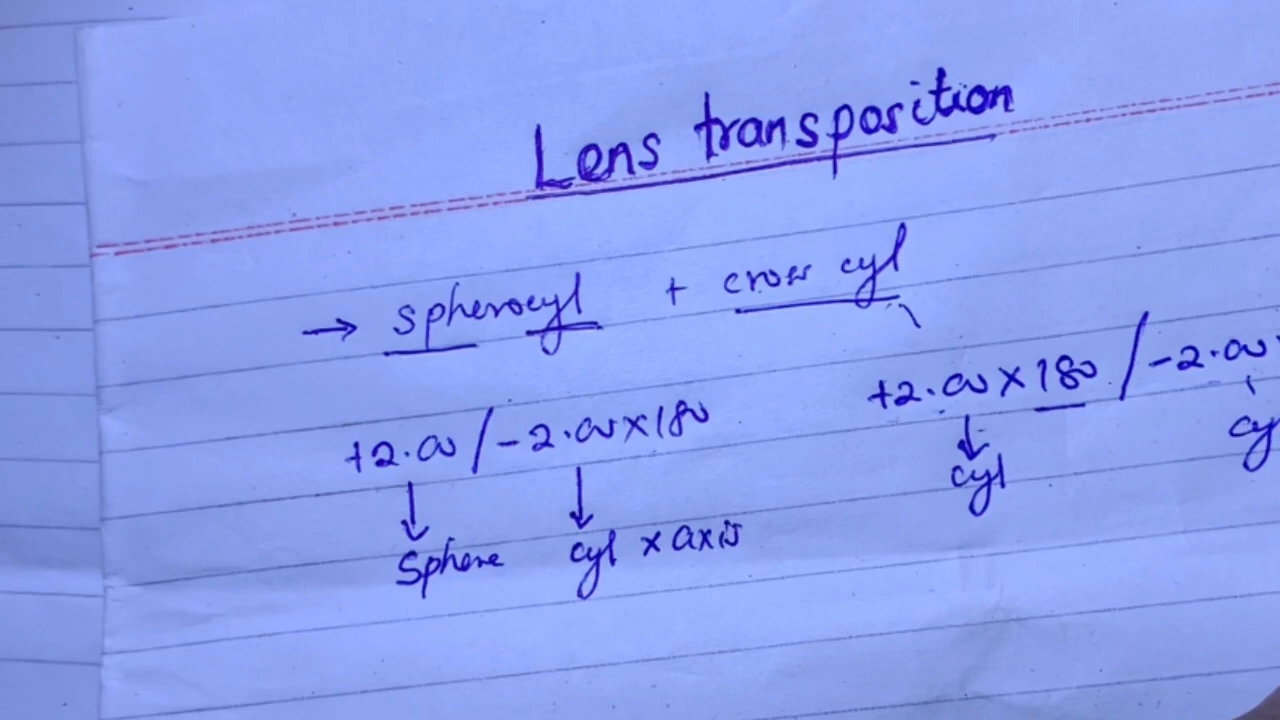 Lens transposition
→ spherocyl + cross cyl
+2.00 / -2.00 x 180
+2.00 x 180 / -2.00
Sphere cyl x axis
cyl
cy